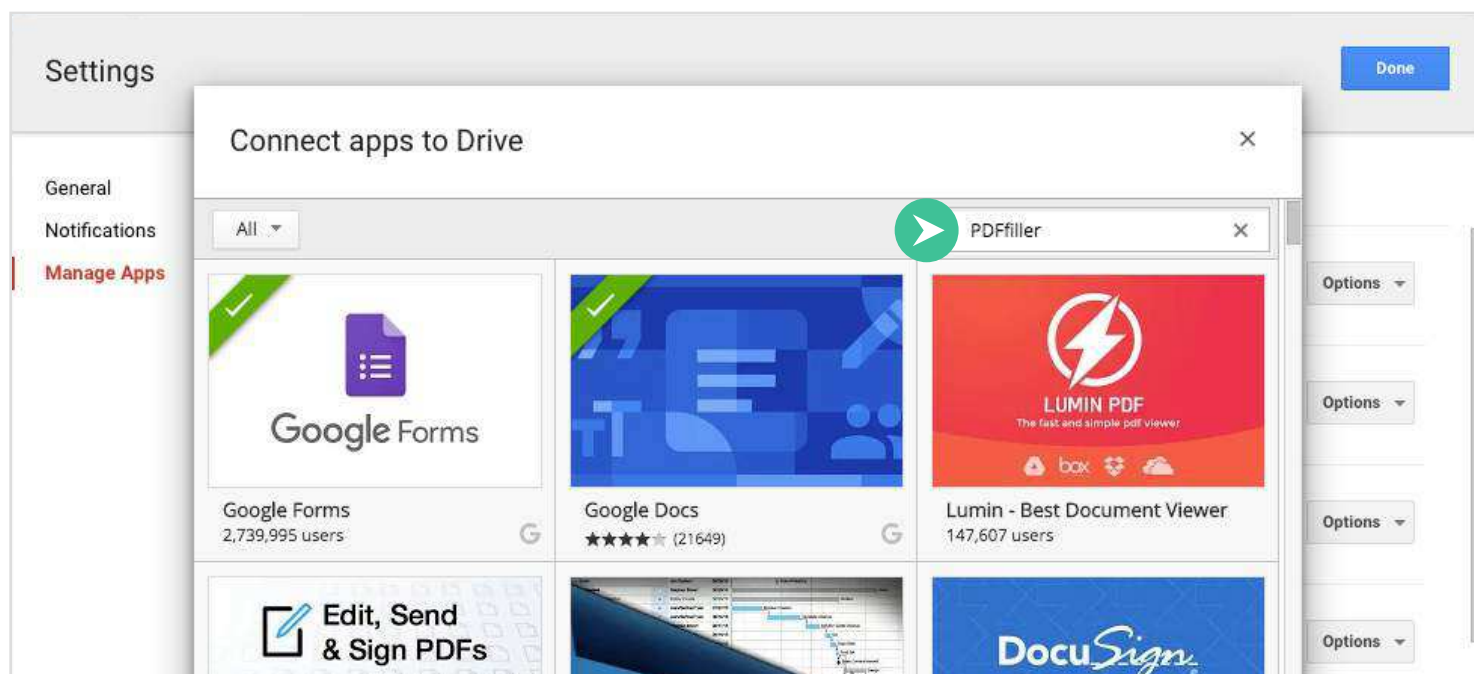 Settings
Done
Connect apps to Drive
General
Notifications
Manage Apps
All
PDFfiller
Options
Google Forms
LUMIN PDF
The fast and simple pdf viewer
box
Options
Google Forms
2,739,995 users
G
Google Docs
(21649)
G
Lumin - Best Document Viewer
147,607 users
Options
Edit, Send
& Sign PDFs
DocuSign
Options